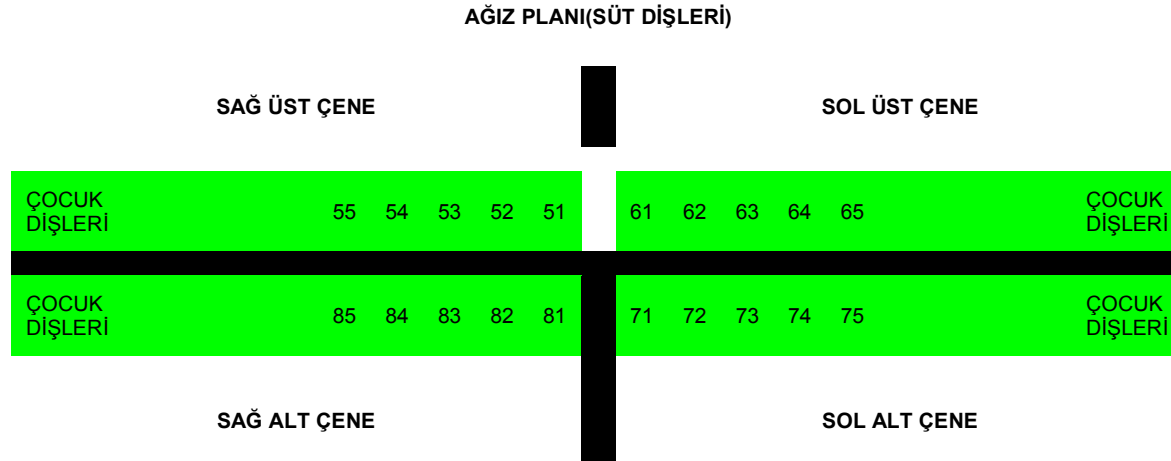 AĞIZ PLANI(SÜT DİŞLERİ)
SAĞ ÜST ÇENE SOL ÜST ÇENE
ÇOCUK DİŞLERİ 55 54 53 52 51 61 62 63 64 65 ÇOCUK DİŞLERİ
ÇOCUK DİŞLERİ 85 84 83 82 81 71 72 73 74 75 ÇOCUK DİŞLERİ
SAĞ ALT ÇENE SOL ALT ÇENE